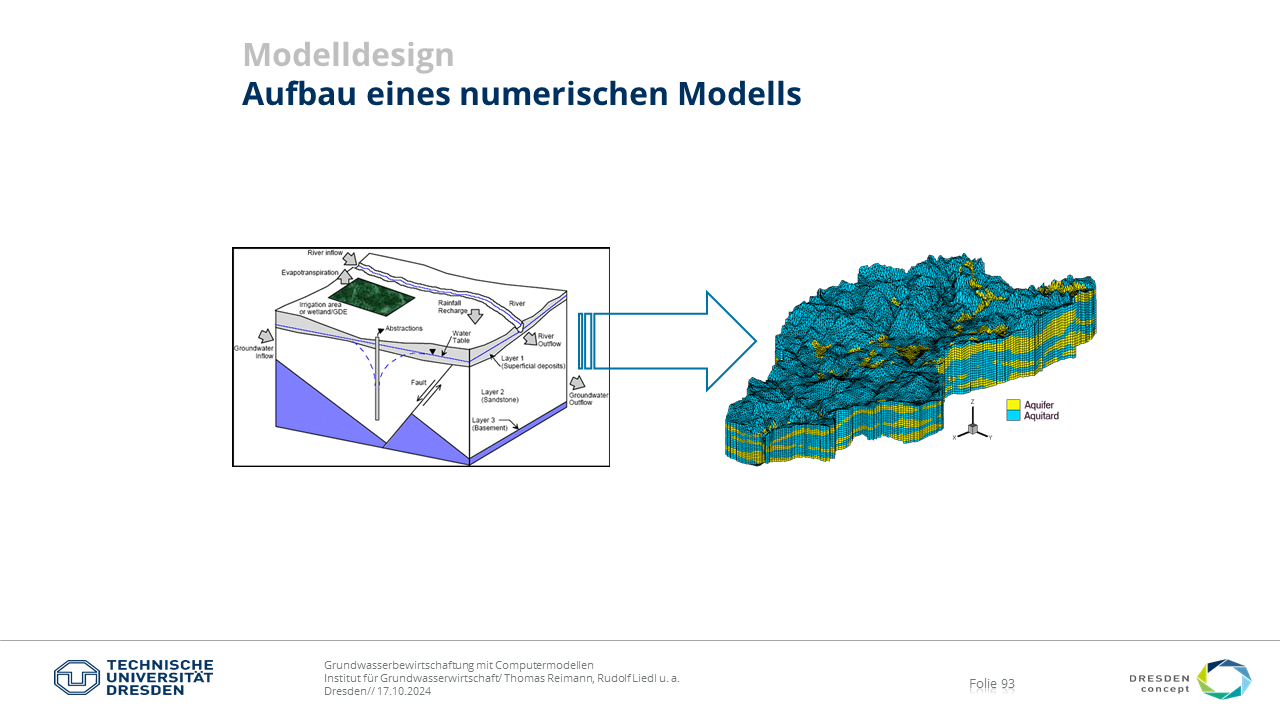 Modelldesign
Aufbau eines numerischen Modells
River inflow
Evapotranspiration
Irrigation area
or wetland/GDE
Rainfall
Recharge
River
Abstractions
Water
Table
River
Outflow
Groundwater
Inflow
Layer 1
(Superficial deposits)
Fault
Layer 2
(Sandstone)
Groundwater
Outflow
Layer 3
(Basement)
Z
X
Y
Aquifer
Aquitard
TECHNISCHE
UNIVERSITÄT
DRESDEN
Grundwasserbewirtschaftung mit Computermodellen
Institut für Grundwasserwirtschaft/ Thomas Reimann, Rudolf Liedl u. a.
Dresden// 17.10.2024
Folie 93
DRESDEN
concept